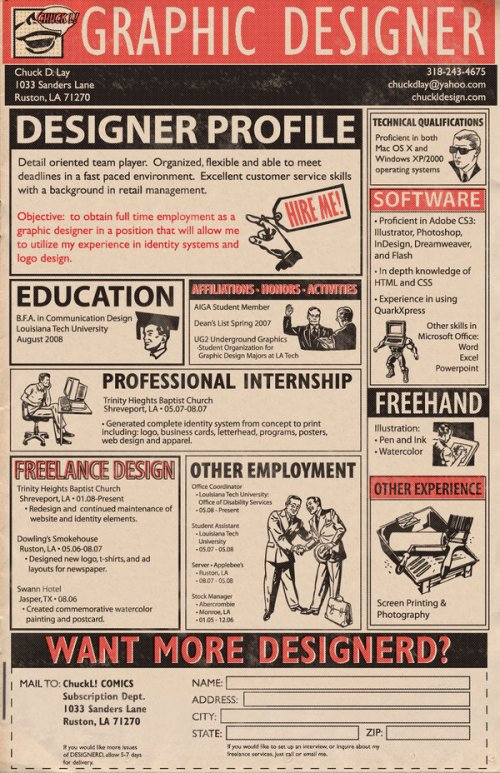 CHUCK L!
GRAPHIC DESIGNER
Chuck D. Lay
1033 Sanders Lane
Ruston, LA 71270
318-243-4675
chuckdlay@yahoo.com
chuckldesign.com
DESIGNER PROFILE
Detail oriented team player. Organized, flexible and able to meet
deadlines in a fast paced environment. Excellent customer service skills
with a background in retail management.
Objective: to obtain full time employment as a
graphic designer in a position that will allow me
to utilize my experience in identity systems and
logo design.
HIRE ME!
TECHNICAL QUALIFICATIONS
Proficient in both
Mac OS X and
Windows XP/2000
operating systems
SOFTWARE
• Proficient in Adobe CS3:
Illustrator, Photoshop,
InDesign, Dreamweaver,
and Flash
• In depth knowledge of
HTML and CSS
• Experience in using
QuarkXpress
Other skills in
Microsoft Office:
Word
Excel
Powerpoint
EDUCATION
B.F.A. in Communication Design
Louisiana Tech University
August 2008
AFFILIATIONS • HONORS • ACTIVITIES
AIGA Student Member
Dean's List Spring 2007
UG2 Underground Graphics
-Student Organization for
Graphic Design Majors at LA Tech
PROFESSIONAL INTERNSHIP
Trinity Hieghts Baptist Church
Shreveport, LA • 05.07-08.07
• Generated complete identity system from concept to print
including: logo, business cards, letterhead, programs, posters,
web design and apparel.
FREEHAND
Illustration:
• Pen and Ink
• Watercolor
FREELANCE DESIGN
Trinity Hieghts Baptist Church
Shreveport, LA • 01.08-Present
• Redesign and continued maintenance of
website and identity elements.
Dowling's Smokehouse
Ruston, LA • 05.06-08.07
• Designed new logo, t-shirts, and ad
layouts for newspaper.
Swann Hotel
Jasper, TX • 08.06
• Created commemorative watercolor
painting and postcard.
OTHER EMPLOYMENT
Office Coordinator
• Louisiana Tech University:
Office of Disability Services
• 05.08 - Present
Student Assistant
• Louisiana Tech
University
• 05.07 - 05.08
Server - Applebee's
• Ruston, LA
• 08.07 - 05.08
Stock Manager
• Abercrombie
• Monroe, LA
• 01.05 - 12.06
OTHER EXPERIENCE
Screen Printing &
Photography
WANT MORE DESIGNERD?
MAIL TO: ChuckL! COMICS
Subscription Dept.
1033 Sanders Lane
Ruston, LA 71270
NAME:
ADDRESS:
CITY:
STATE:
ZIP:
If you would like more issues
of DESIGNERD, allow 5-7 days
for delivery.
If you would like to set up an interview, or inquire about my
freelance services, just call or email me.